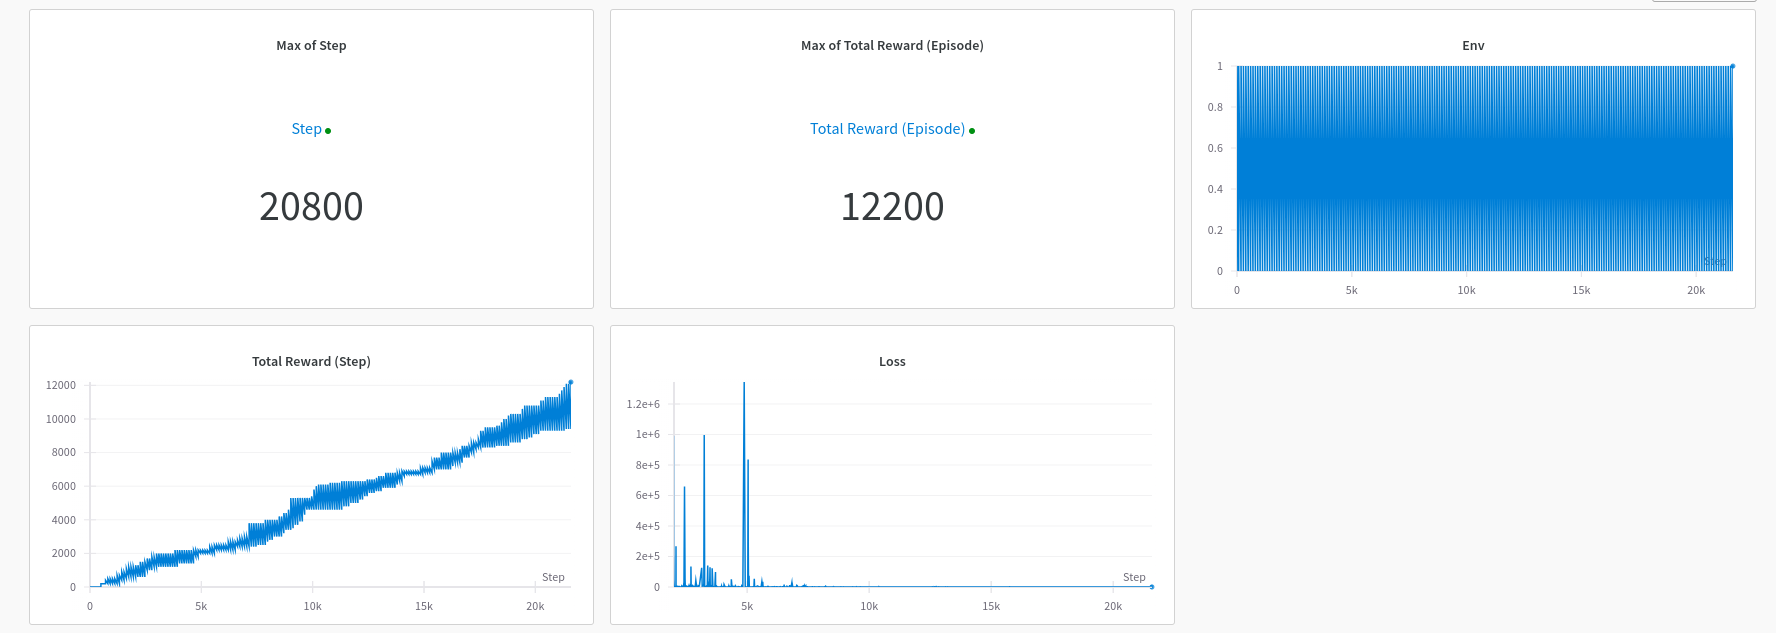 Max of Step
Step
20800
Max of Total Reward (Episode)
Total Reward (Episode)
12200
Env
1
0.8
0.6
0.4
0.2
0
Step
0 5k 10k 15k 20k
Total Reward (Step)
12000
10000
8000
6000
4000
2000
0
Step
0 5k 10k 15k 20k
Loss
1.2e+6
1e+6
8e+5
6e+5
4e+5
2e+5
0
Step
5k 10k 15k 20k